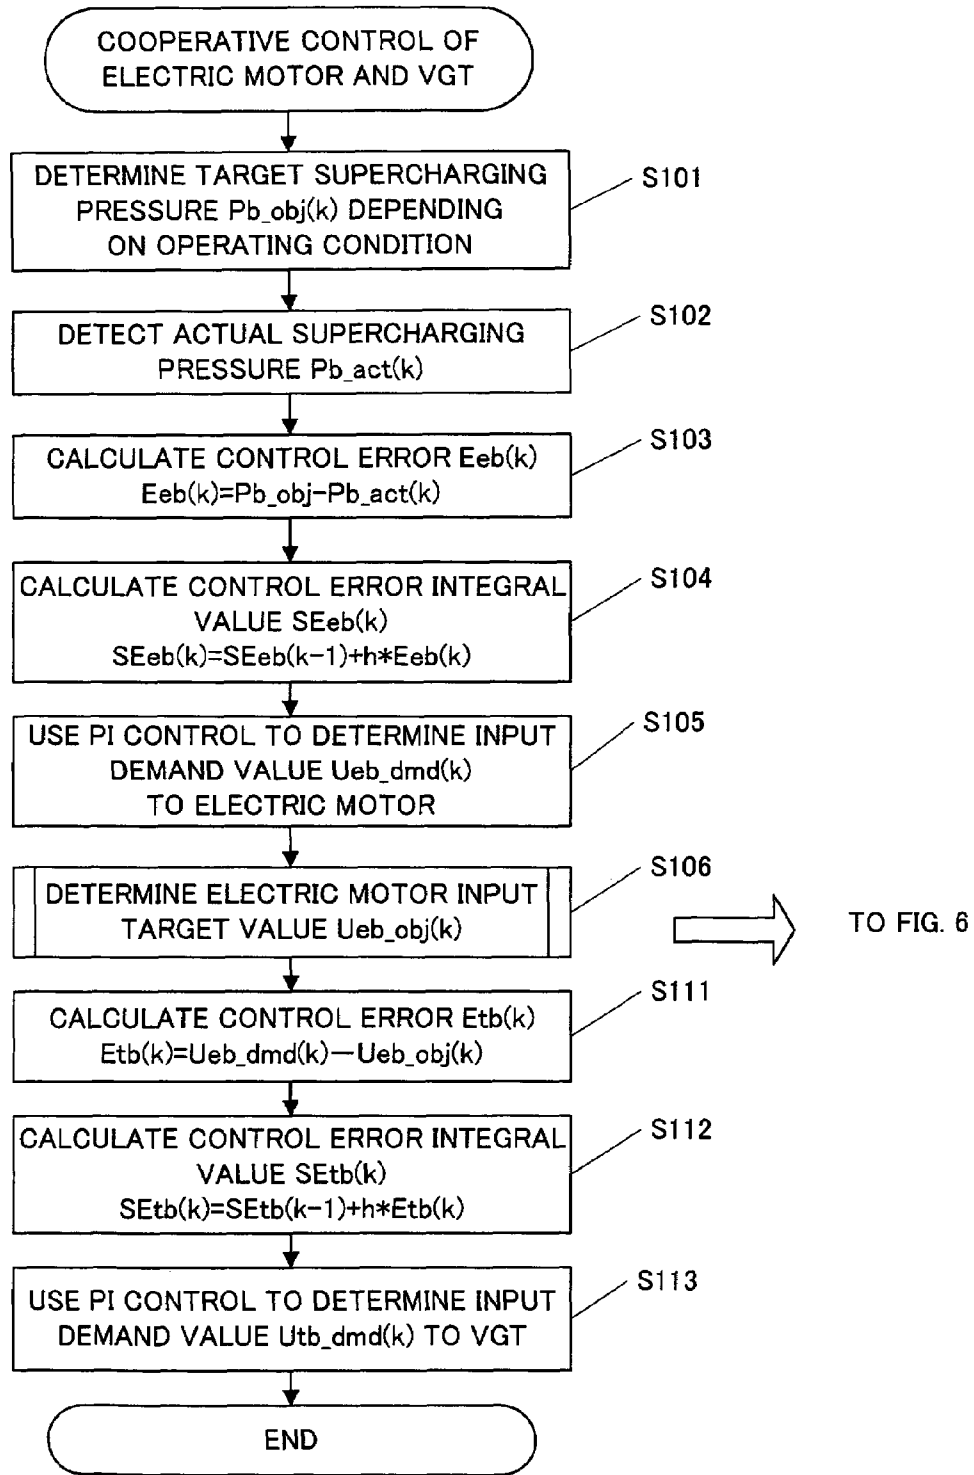 COOPERATIVE CONTROL OF
ELECTRIC MOTOR AND VGT
DETERMINE TARGET SUPERCHARGING
PRESSURE Pb_obj(k) DEPENDING
ON OPERATING CONDITION
S101
DETECT ACTUAL SUPERCHARGING
PRESSURE Pb_act(k)
S102
CALCULATE CONTROL ERROR Eeb(k)
Eeb(k)=Pb_obj-Pb_act(k)
S103
CALCULATE CONTROL ERROR INTEGRAL
VALUE SEeb(k)
SEeb(k)=SEeb(k-1)+h*Eeb(k)
S104
USE PI CONTROL TO DETERMINE INPUT
DEMAND VALUE Ueb_dmd(k)
TO ELECTRIC MOTOR
S105
DETERMINE ELECTRIC MOTOR INPUT
TARGET VALUE Ueb_obj(k)
S106
TO FIG. 6
CALCULATE CONTROL ERROR Etb(k)
Etb(k)=Ueb_dmd(k)-Ueb_obj(k)
S111
CALCULATE CONTROL ERROR INTEGRAL
VALUE SEtb(k)
SEtb(k)=SEtb(k-1)+h*Etb(k)
S112
USE PI CONTROL TO DETERMINE INPUT
DEMAND VALUE Utb_dmd(k) TO VGT
S113
END